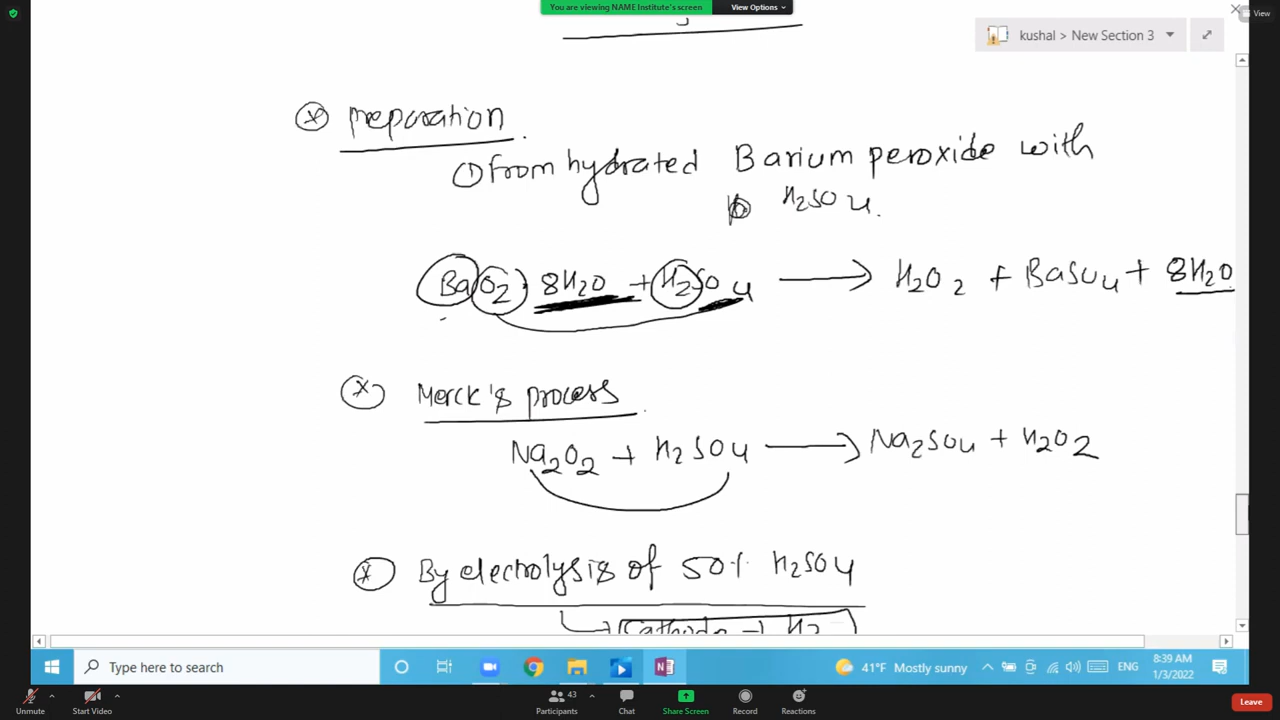 You are viewing NAME Institute's screen
View Options
View
kushal > New Section 3
Preparation
① From hydrated Barium peroxide with
H2SO4.
BaO2. 8H2O + H2SO4 → H2O2 + BaSO4 + 8H2O
Merck's process
Na2O2 + H2SO4 → Na2SO4 + H2O2
By electrolysis of 50% H2SO4
Cathode → H2
Type here to search
41°F Mostly sunny
ENG
8:39 AM
1/3/2022
Unmute
Start Video
43
Participants
Chat
Share Screen
Record
Reactions
Leave